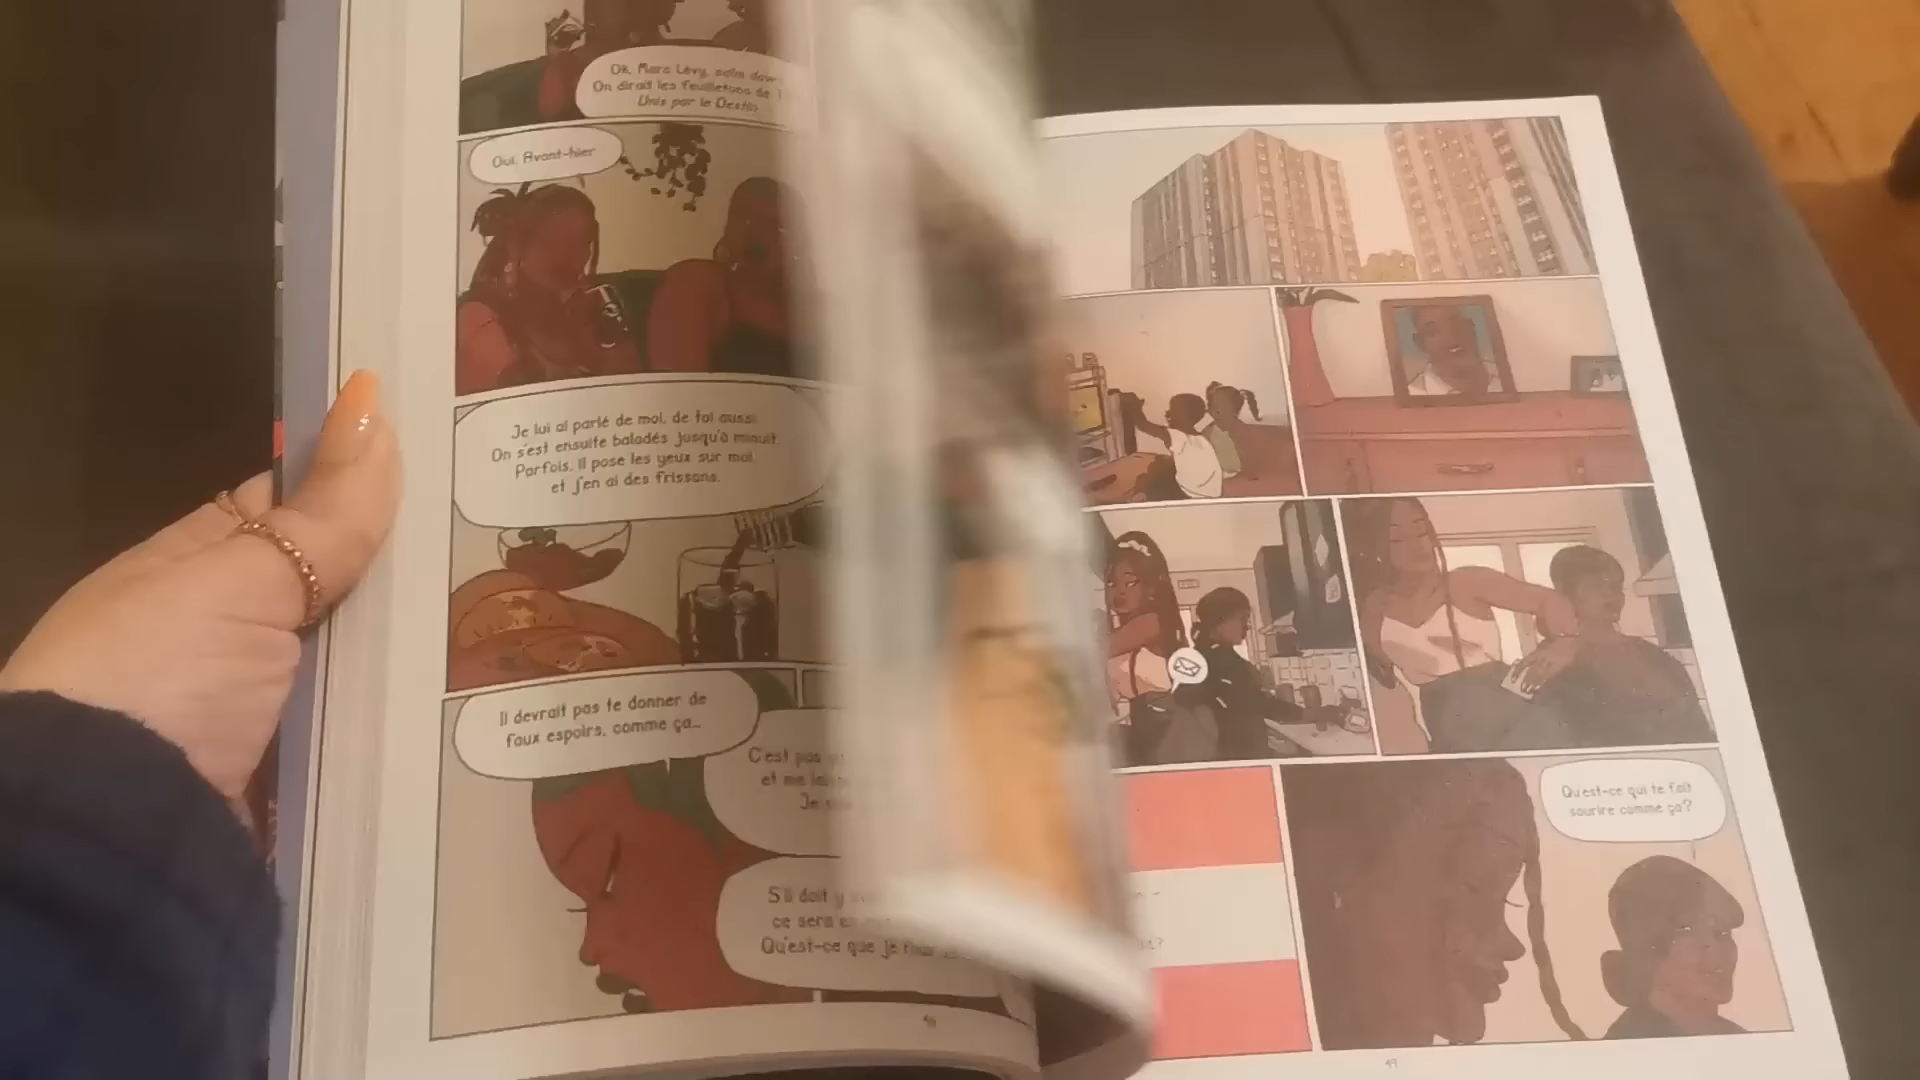 Ok, Marc Lévy, calm down
On dirait les feuilletons de
Unis par le Destin
Oui. Avant-hier
Je lui ai parlé de moi, de toi aussi.
On s'est ensuite baladés jusqu'à minuit.
Parfois, il pose les yeux sur moi,
et j'en ai des frissons.
Il devrait pas te donner de
faux espoirs, comme ça...
C'est pas
et me
Je
S'il doit y
ce sera en
Qu'est-ce que je
Qu'est-ce qui te fait
sourire comme ça?